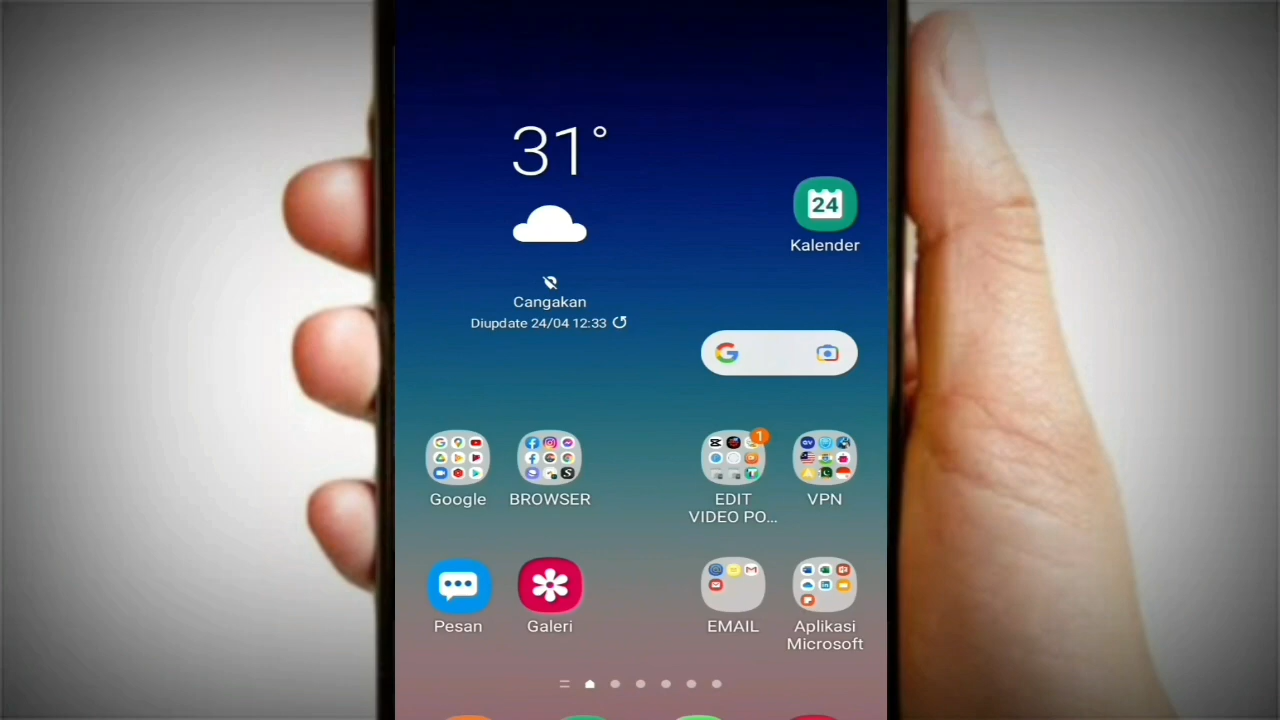 31°
24
Kalender
Cangakan
Diupdate 24/04 12:33
1
Google
BROWSER
EDIT
VIDEO PO...
VPN
Pesan
Galeri
EMAIL
Aplikasi
Microsoft